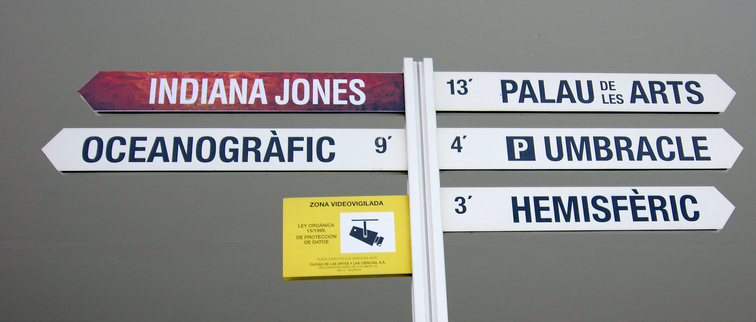 INDIANA JONES
OCEANOGRÀFIC 9´
13´ PALAU DE LES ARTS
4´ P UMBRACLE
3´ HEMISFÈRIC
ZONA VIDEOVIGILADA
LEY ORGÁNICA
15/1999,
DE PROTECCIÓN
DE DATOS
CIUDAD DE LAS ARTES Y LAS CIENCIAS, S.A.